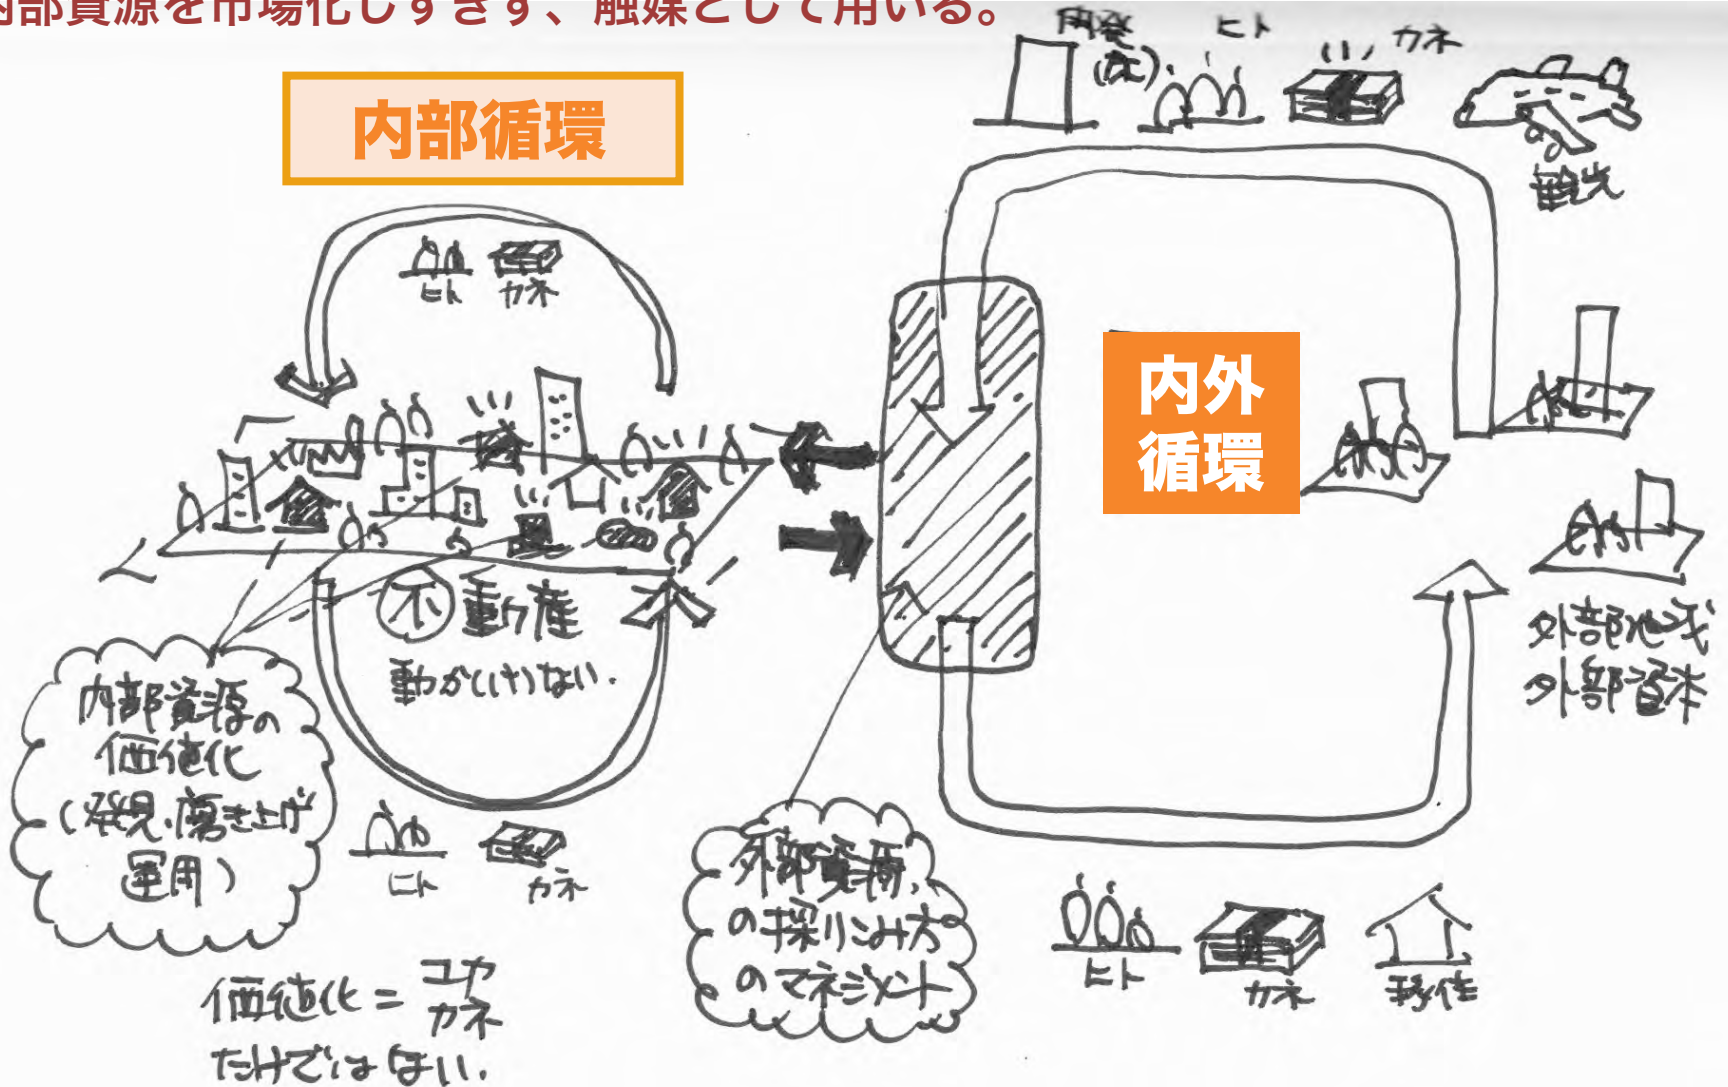 内部資源を市場化しすぎず、触媒として用いる。
内部循環
開発
(床)
ヒト
カネ
観光
ヒト
カネ
内外
循環
不動産
動か(け)ない.
外部地域
外部資本
内部資源の
価値化
(発見.磨き上げ
運用)
ヒト
カネ
外部資源
の採りこみ方
のマネジメント
ヒト
カネ
移住
価値化=
カネ
だけではない.